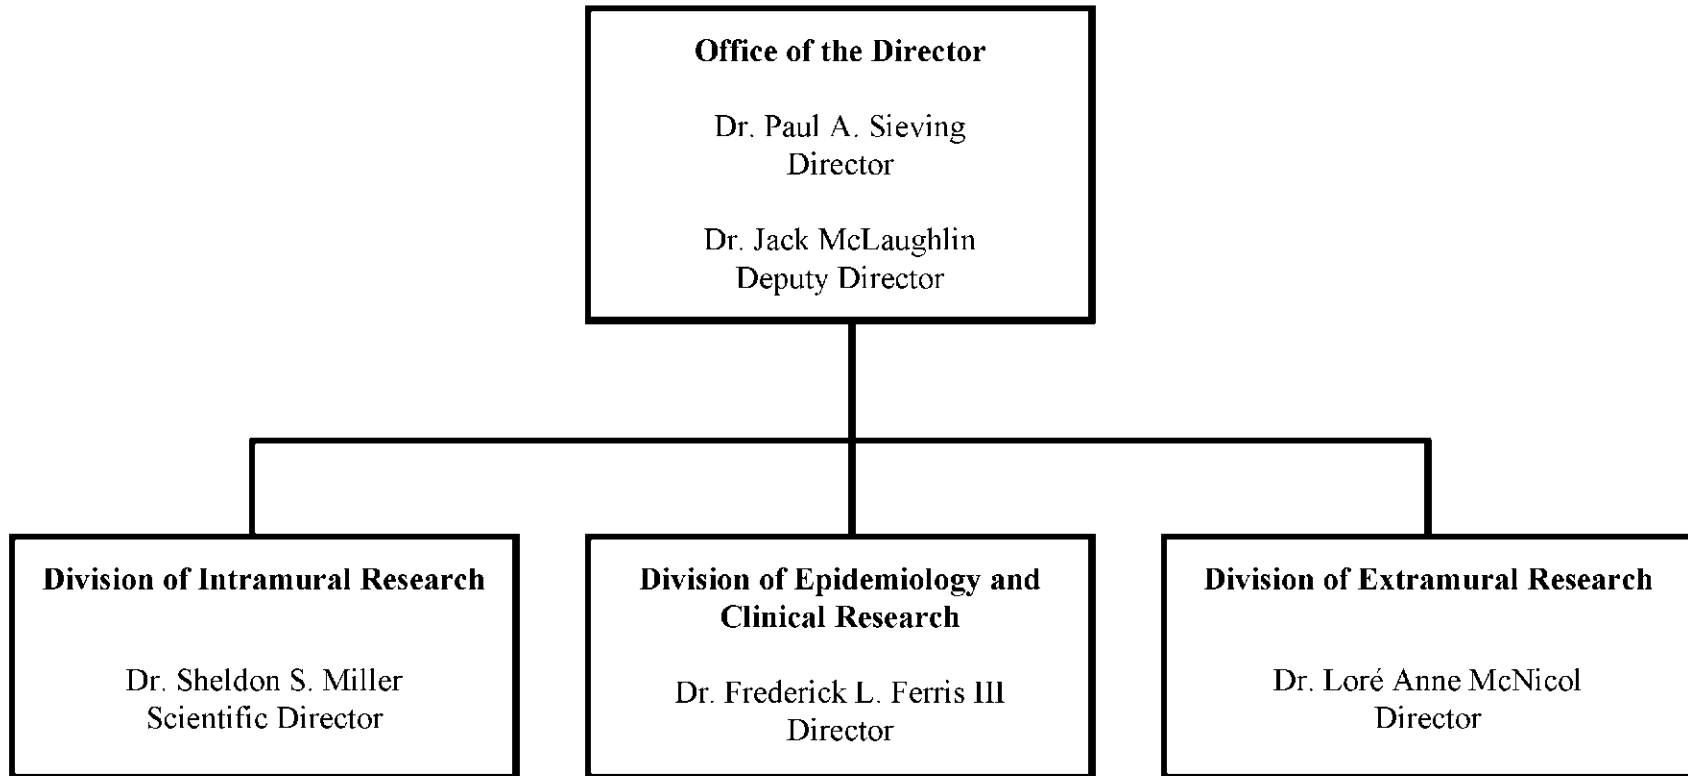 Office of the Director
Dr. Paul A. Sieving
Director
Dr. Jack McLaughlin
Deputy Director
Division of Intramural Research
Dr. Sheldon S. Miller
Scientific Director
Division of Epidemiology and
Clinical Research
Dr. Frederick L. Ferris III
Director
Division of Extramural Research
Dr. Loré Anne McNicol
Director